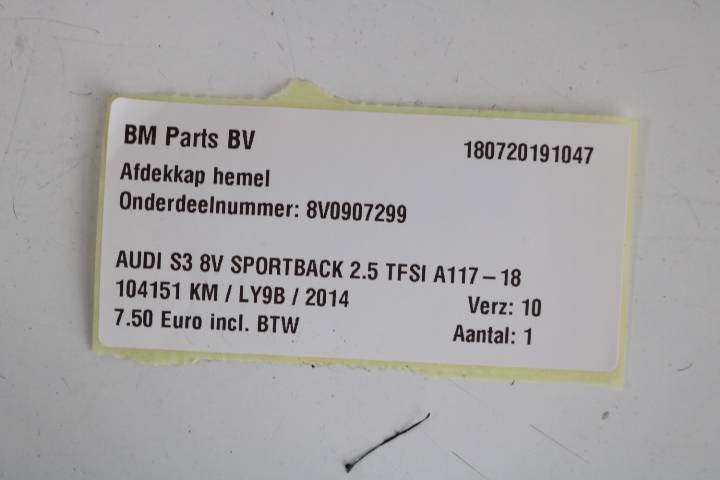 BM Parts BV 180720191047
Afdekkap hemel
Onderdeelnummer: 8V0907299
AUDI S3 8V SPORTBACK 2.5 TFSI A117-18
104151 KM / LY9B / 2014 Verz: 10
7.50 Euro incl. BTW Aantal: 1